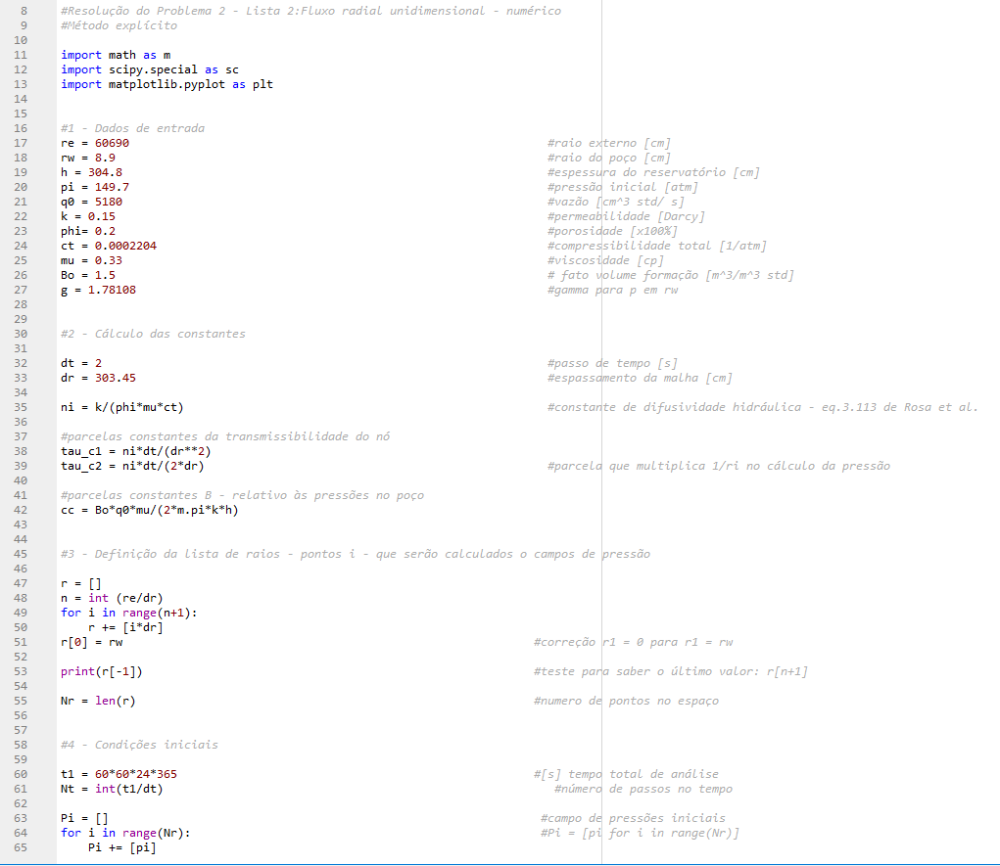 8 #Resolução do Problema 2 - Lista 2:Fluxo radial unidimensional - numérico
9 #Método explícito
10
11 import math as m
12 import scipy.special as sc
13 import matplotlib.pyplot as plt
14
15
16 #1 - Dados de entrada
17 re = 60690 #raio externo [cm]
18 rw = 8.9 #raio do poço [cm]
19 h = 304.8 #espessura do reservatório [cm]
20 pi = 149.7 #pressão inicial [atm]
21 q0 = 5180 #vazão [cm^3 std/ s]
22 k = 0.15 #permeabilidade [Darcy]
23 phi= 0.2 #porosidade [x100%]
24 ct = 0.0002204 #compressibilidade total [1/atm]
25 mu = 0.33 #viscosidade [cp]
26 Bo = 1.5 # fato volume formação [m^3/m^3 std]
27 g = 1.78108 #gamma para p em rw
28
29
30 #2 - Cálculo das constantes
31
32 dt = 2 #passo de tempo [s]
33 dr = 303.45 #espassamento da malha [cm]
34
35 ni = k/(phi*mu*ct) #constante de difusividade hidráulica - eq.3.113 de Rosa et al.
36
37 #parcelas constantes da transmissibilidade do nó
38 tau_c1 = ni*dt/(dr**2)
39 tau_c2 = ni*dt/(2*dr) #parcela que multiplica 1/ri no cálculo da pressão
40
41 #parcelas constantes B - relativo às pressões no poço
42 cc = Bo*q0*mu/(2*m.pi*k*h)
43
44
45 #3 - Definição da lista de raios - pontos i - que serão calculados o campos de pressão
46
47 r = []
48 n = int (re/dr)
49 for i in range(n+1):
50 r += [i*dr]
51 r[0] = rw #correção r1 = 0 para r1 = rw
52
53 print(r[-1]) #teste para saber o último valor: r[n+1]
54
55 Nr = len(r) #numero de pontos no espaço
56
57
58 #4 - Condições iniciais
59
60 t1 = 60*60*24*365 #[s] tempo total de análise
61 Nt = int(t1/dt) #número de passos no tempo
62
63 Pi = [] #campo de pressões iniciais
64 for i in range(Nr): #Pi = [pi for i in range(Nr)]
65 Pi += [pi]